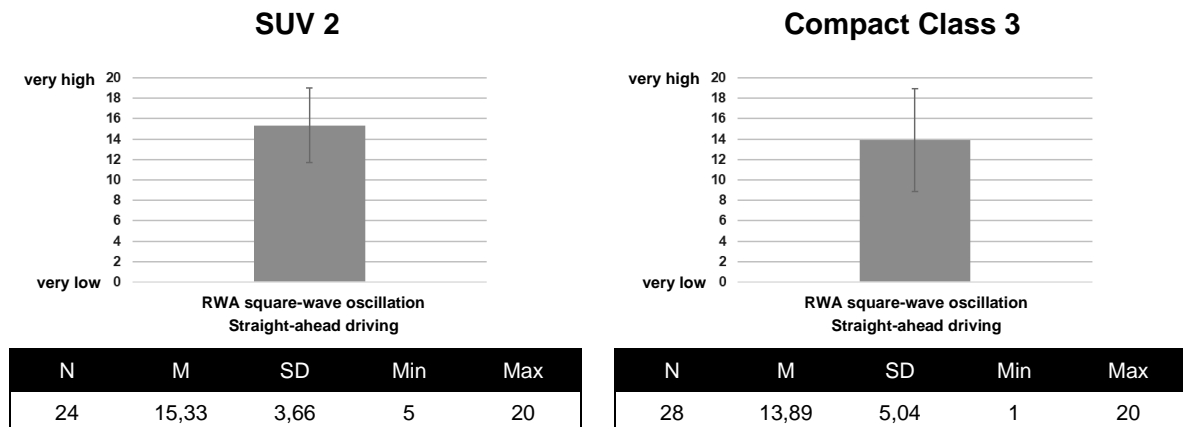 SUV 2
very high
20
18
16
14
12
10
8
6
4
2
very low
0
RWA square-wave oscillation
Straight-ahead driving
N M SD Min Max
24 15,33 3,66 5 20
Compact Class 3
very high
20
18
16
14
12
10
8
6
4
2
very low
0
RWA square-wave oscillation
Straight-ahead driving
N M SD Min Max
28 13,89 5,04 1 20